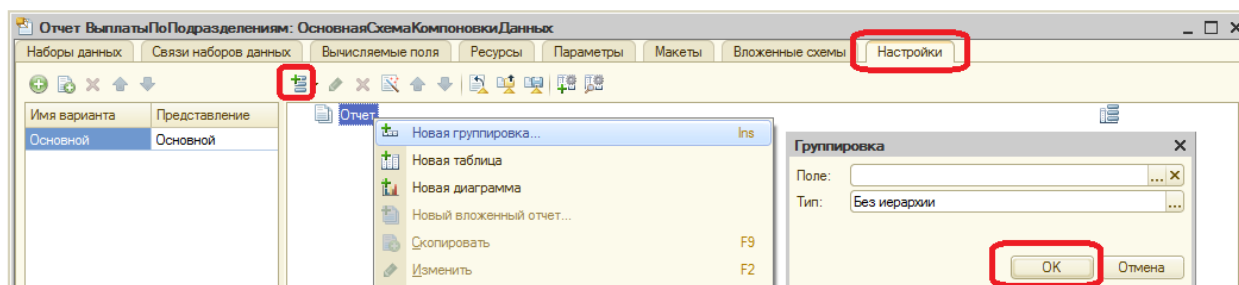 Отчет ВыплатыПоПодразделениям: ОсновнаяСхемаКомпоновкиДанных
Наборы данных Связи наборов данных Вычисляемые поля Ресурсы Параметры Макеты Вложенные схемы Настройки
Имя варианта Представление
Основной Основной
Отчет
Новая группировка... Ins
Новая таблица
Новая диаграмма
Новый вложенный отчет...
Скопировать F9
Изменить F2
Группировка
Поле:
Тип: Без иерархии
OK Отмена